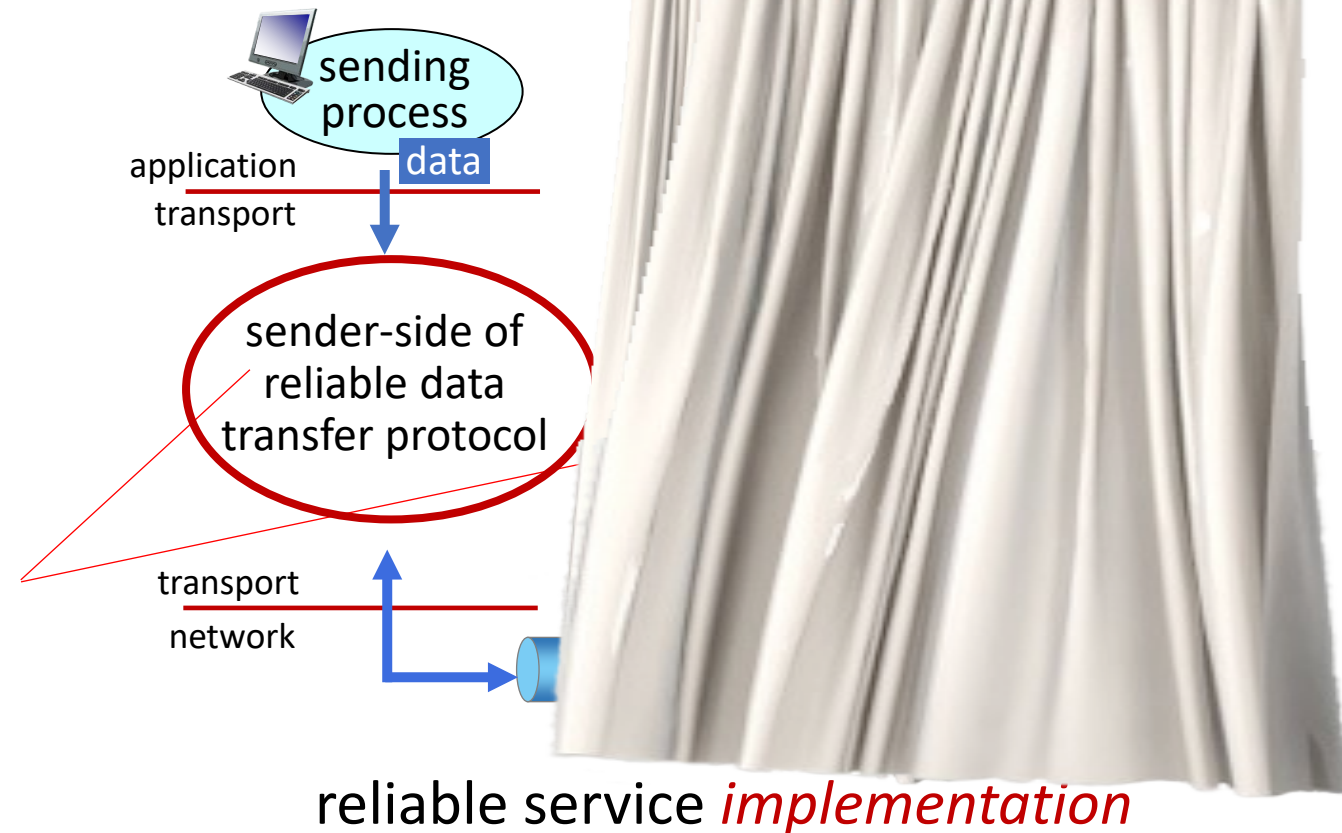 sending
process
data
application
transport
sender-side of
reliable data
transfer protocol
transport
network
reliable service implementation